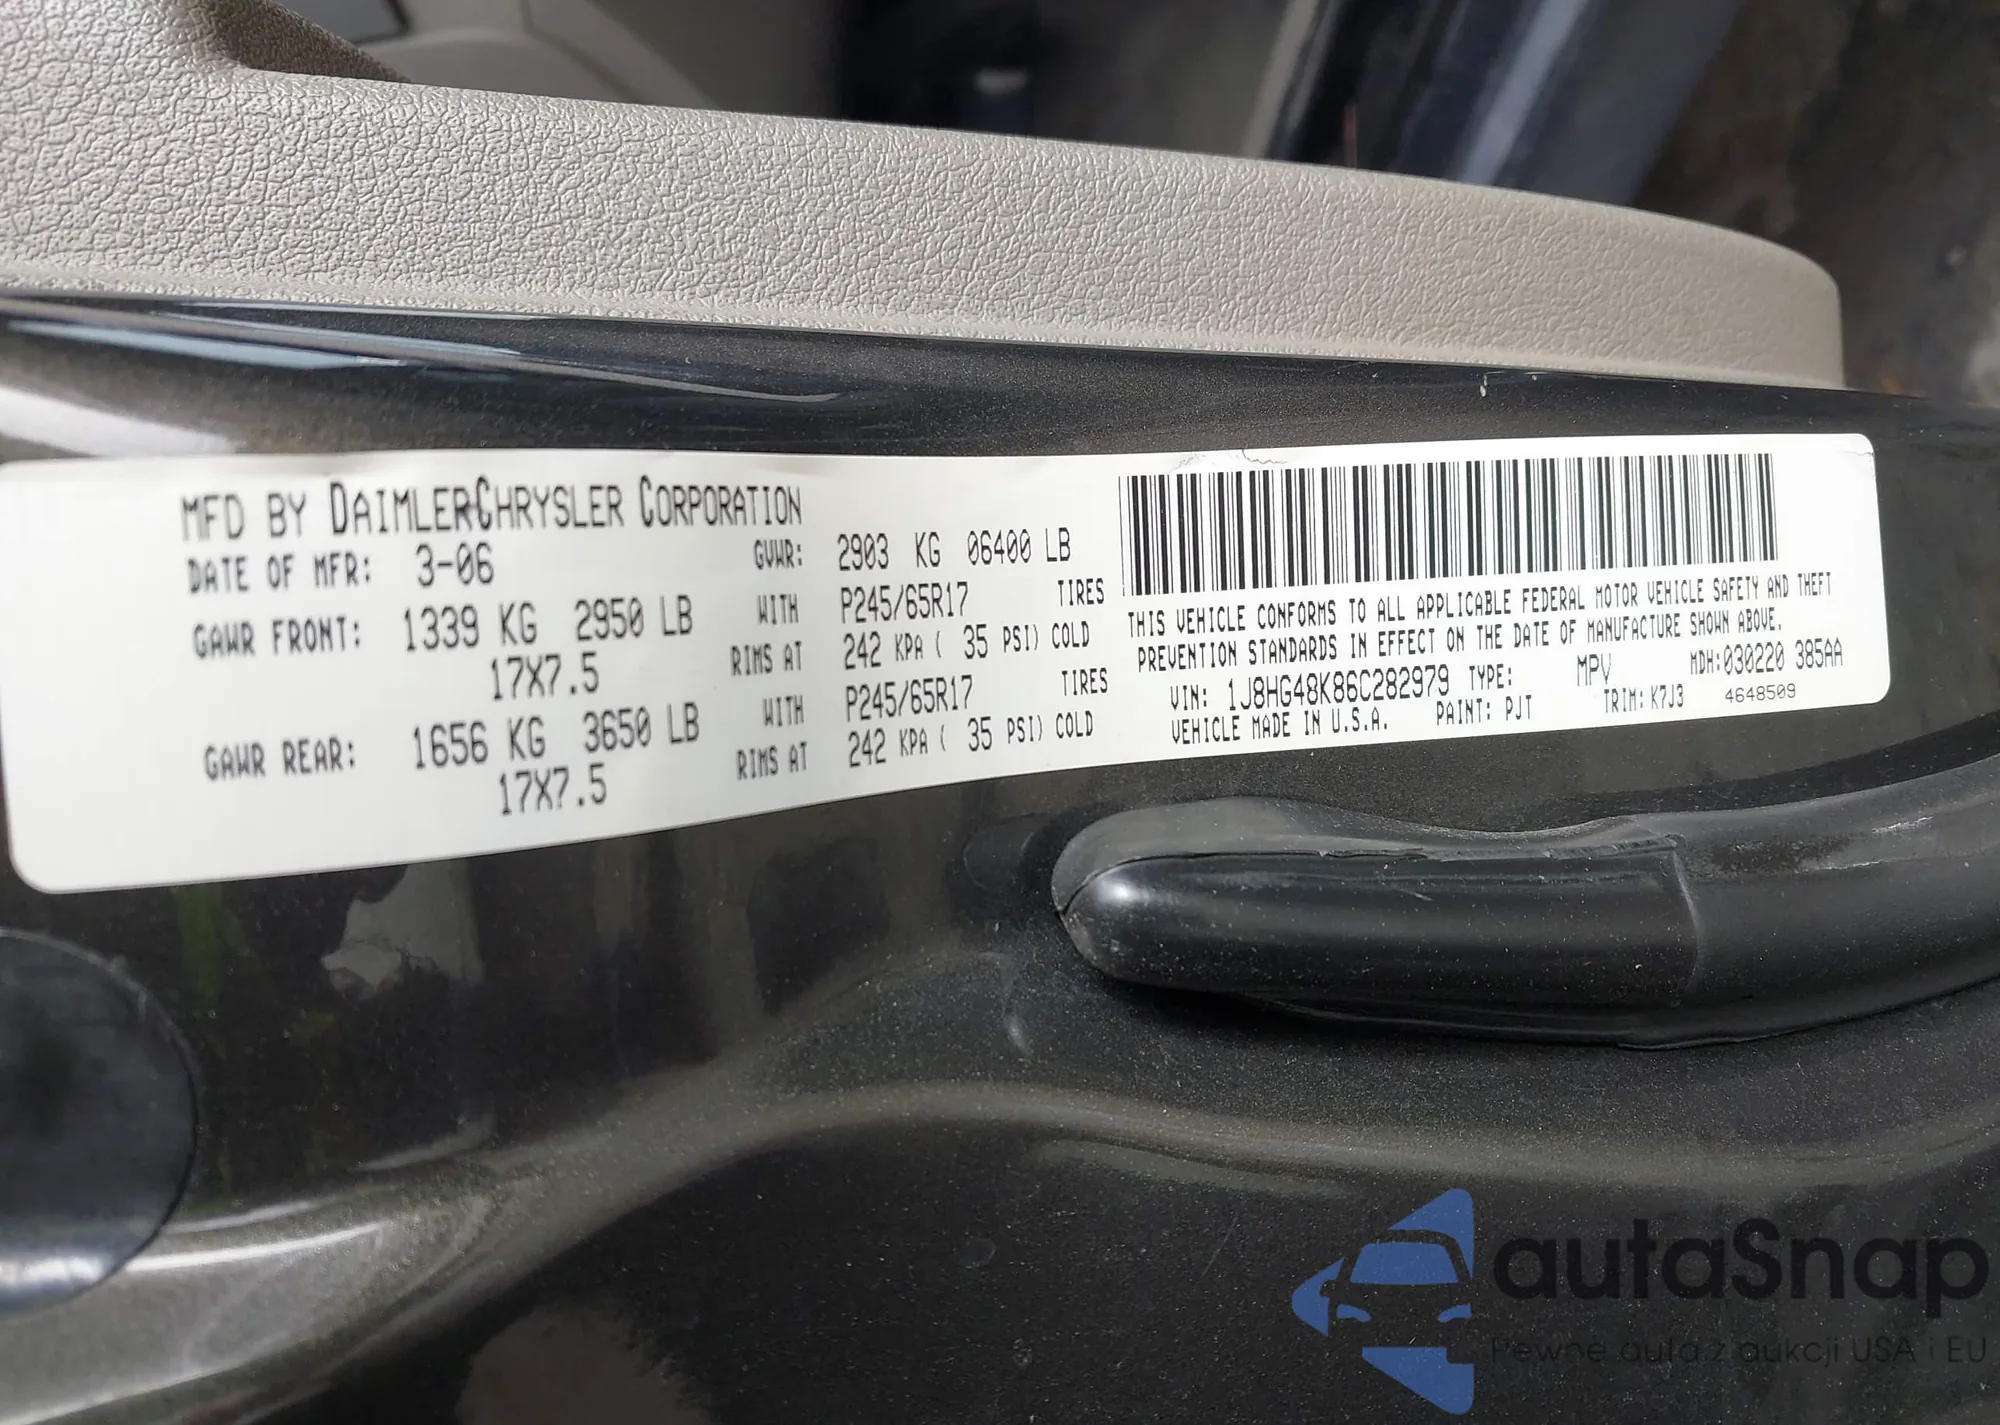 MFD BY DAIMLERCHRYSLER CORPORATION
DATE OF MFR: 3-06 GVWR: 2903 KG 06400 LB
GAWR FRONT: 1339 KG 2950 LB WITH P245/65R17 TIRES
17X7.5 RIMS AT 242 KPA ( 35 PSI) COLD
GAWR REAR: 1656 KG 3650 LB WITH P245/65R17 TIRES
17X7.5 RIMS AT 242 KPA ( 35 PSI) COLD
THIS VEHICLE CONFORMS TO ALL APPLICABLE FEDERAL MOTOR VEHICLE SAFETY AND THEFT
PREVENTION STANDARDS IN EFFECT ON THE DATE OF MANUFACTURE SHOWN ABOVE.
VIN: 1J8HG48K86C282979 TYPE: MPV MDH:030220 385AA
VEHICLE MADE IN U.S.A. PAINT: PJT TRIM: K7J3 4648509
autaSnap
Pewne auta z aukcji USA i EU